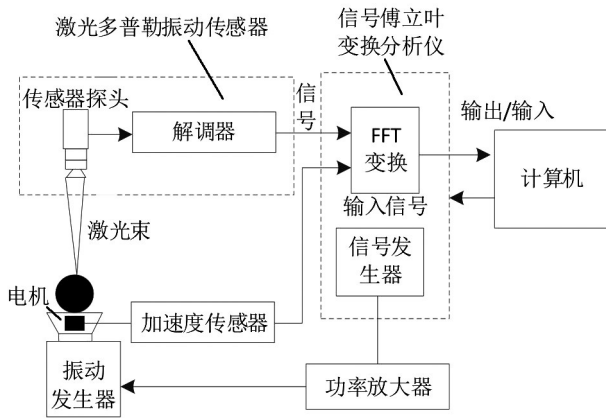 激光多普勒振动传感器
信号傅立叶
变换分析仪
传感器探头
解调器
信
号
FFT
变换
输出/输入
计算机
输入信号
激光束
信号发
生器
电机
加速度传感器
振动
发生器
功率放大器